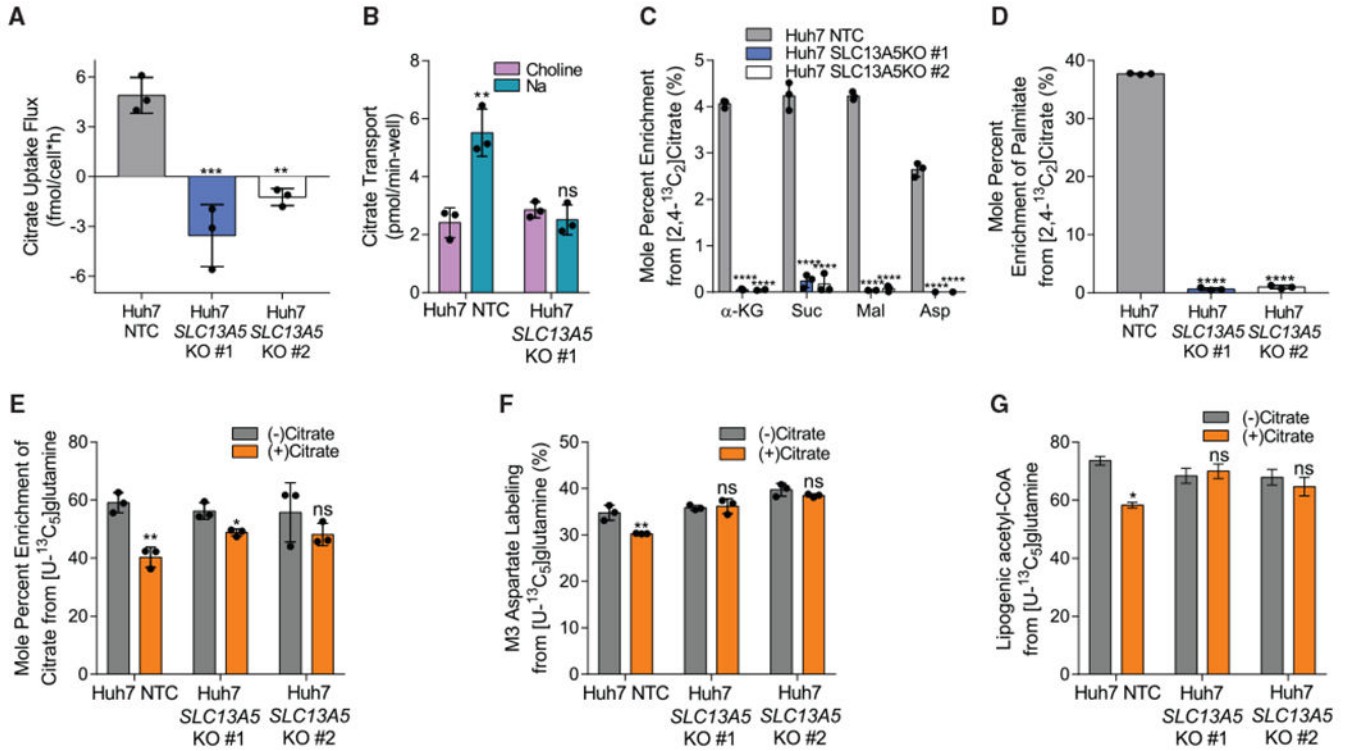 A
Citrate Uptake Flux
(fmol/cell*h)
6
3
0
-3
-6
***
**
Huh7
NTC
Huh7
SLC13A5
KO #1
Huh7
SLC13A5
KO #2
B
Citrate Transport
(pmol/min-well)
8
6
4
2
0
Choline
Na
**
ns
Huh7 NTC
Huh7
SLC13A5
KO #1
C
Huh7 NTC
Huh7 SLC13A5KO #1
Huh7 SLC13A5KO #2
Mole Percent Enrichment
from [2,4-¹³C₂]Citrate (%)
5
4
3
2
1
0
****
****
****
****
****
****
****
****
α-KG
Suc
Mal
Asp
D
Mole Percent
Enrichment of Palmitate
from [2,4-¹³C₂]Citrate (%)
40
30
20
10
0
****
****
Huh7
NTC
Huh7
SLC13A5
KO #1
Huh7
SLC13A5
KO #2
E
Mole Percent Enrichment of
Citrate from [U-¹³C₅]glutamine
80
60
40
20
0
(-)Citrate
(+)Citrate
**
*
ns
Huh7 NTC
Huh7
SLC13A5
KO #1
Huh7
SLC13A5
KO #2
F
M3 Aspartate Labeling
from [U-¹³C₅]glutamine (%)
50
40
30
20
10
0
(-)Citrate
(+)Citrate
**
ns
ns
Huh7 NTC
Huh7
SLC13A5
KO #1
Huh7
SLC13A5
KO #2
G
Lipogenic acetyl-CoA
from [U-¹³C₅]glutamine
80
60
40
20
0
(-)Citrate
(+)Citrate
*
ns
ns
Huh7 NTC
Huh7
SLC13A5
KO #1
Huh7
SLC13A5
KO #2